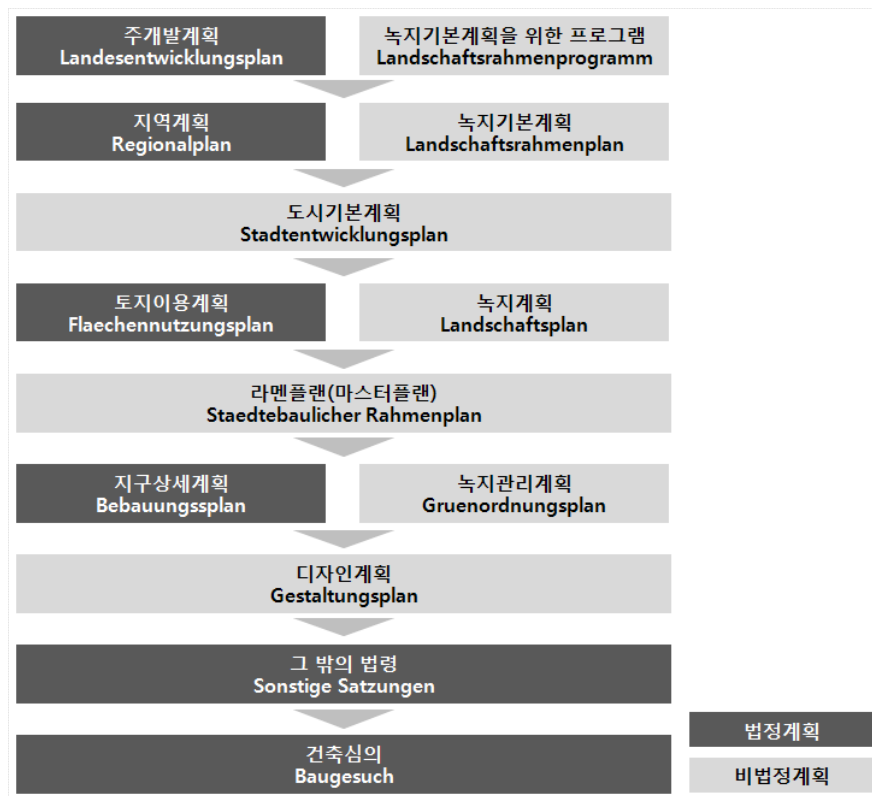 주개발계획
Landesentwicklungsplan
녹지기본계획을 위한 프로그램
Landschaftsrahmenprogramm
지역계획
Regionalplan
녹지기본계획
Landschaftsrahmenplan
도시기본계획
Stadtentwicklungsplan
토지이용계획
Flaechennutzungsplan
녹지계획
Landschaftsplan
라멘플랜(마스터플랜)
Staedtebaulicher Rahmenplan
지구상세계획
Bebauungssplan
녹지관리계획
Gruenordnungsplan
디자인계획
Gestaltungsplan
그 밖의 법령
Sonstige Satzungen
건축심의
Baugesuch
법정계획
비법정계획